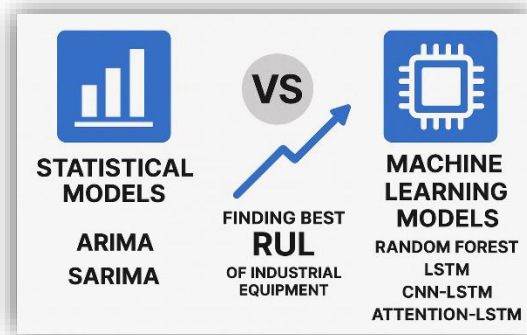 STATISTICAL
MODELS
ARIMA
SARIMA
VS
FINDING BEST
RUL
OF INDUSTRIAL
EQUIPMENT
MACHINE
LEARNING
MODELS
RANDOM FOREST
LSTM
CNN-LSTM
ATTENTION-LSTM